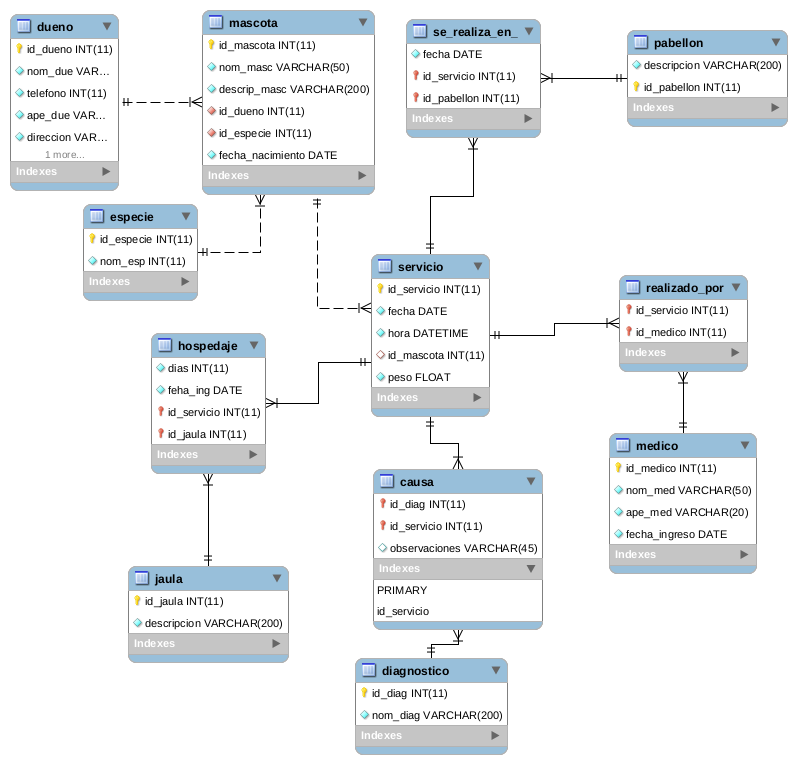 dueno
id_dueno INT(11)
nom_due VAR...
telefono INT(11)
ape_due VAR...
direccion VAR...
1 more...
Indexes
mascota
id_mascota INT(11)
nom_masc VARCHAR(50)
descrip_masc VARCHAR(200)
id_dueno INT(11)
id_especie INT(11)
fecha_nacimiento DATE
Indexes
se_realiza_en_
fecha DATE
id_servicio INT(11)
id_pabellon INT(11)
Indexes
pabellon
descripcion VARCHAR(200)
id_pabellon INT(11)
Indexes
especie
id_especie INT(11)
nom_esp INT(11)
Indexes
servicio
id_servicio INT(11)
fecha DATE
hora DATETIME
id_mascota INT(11)
peso FLOAT
Indexes
realizado_por
id_servicio INT(11)
id_medico INT(11)
Indexes
hospedaje
dias INT(11)
feha_ing DATE
id_servicio INT(11)
id_jaula INT(11)
Indexes
medico
id_medico INT(11)
nom_med VARCHAR(50)
ape_med VARCHAR(20)
fecha_ingreso DATE
Indexes
causa
id_diag INT(11)
id_servicio INT(11)
observaciones VARCHAR(45)
Indexes
PRIMARY
id_servicio
jaula
id_jaula INT(11)
descripcion VARCHAR(200)
Indexes
diagnostico
id_diag INT(11)
nom_diag VARCHAR(200)
Indexes